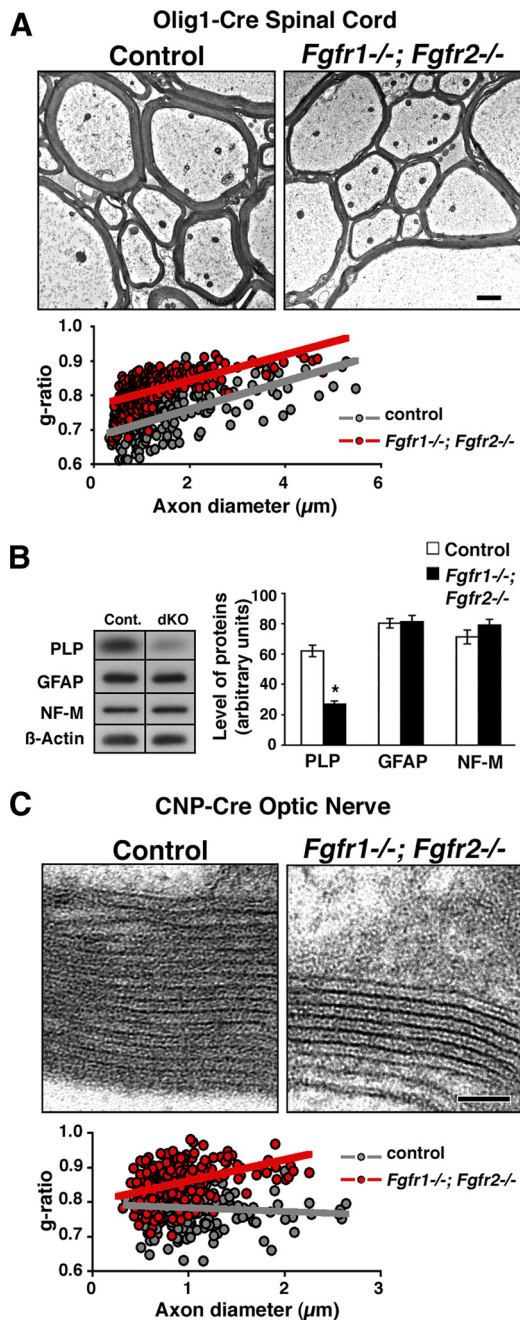 A
Olig1-Cre Spinal Cord
Control
Fgfr1-/-; Fgfr2-/-
1.0
0.9
0.8
0.7
0.6
g-ratio
0
2
4
6
Axon diameter (µm)
control
Fgfr1-/-; Fgfr2-/-
B
Cont.
dKO
PLP
GFAP
NF-M
ß-Actin
Control
Fgfr1-/-;
Fgfr2-/-
Level of proteins
(arbitrary units)
100
80
60
40
20
0
*
PLP
GFAP
NF-M
C
CNP-Cre Optic Nerve
Control
Fgfr1-/-; Fgfr2-/-
1.0
0.9
0.8
0.7
0.6
g-ratio
0
1
2
3
Axon diameter (µm)
control
Fgfr1-/-; Fgfr2-/-